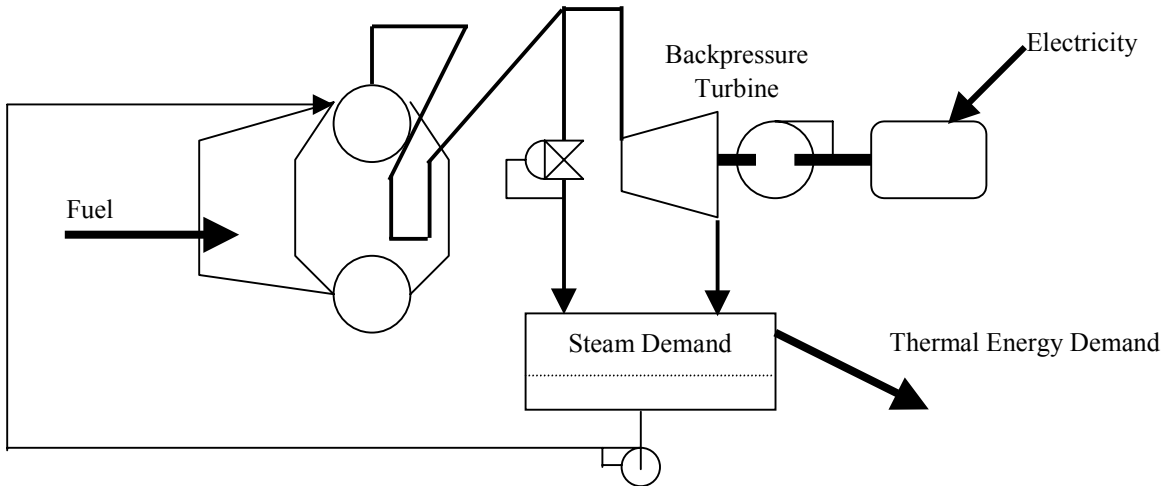 Electricity
Backpressure
Turbine
Fuel
Steam Demand
Thermal Energy Demand